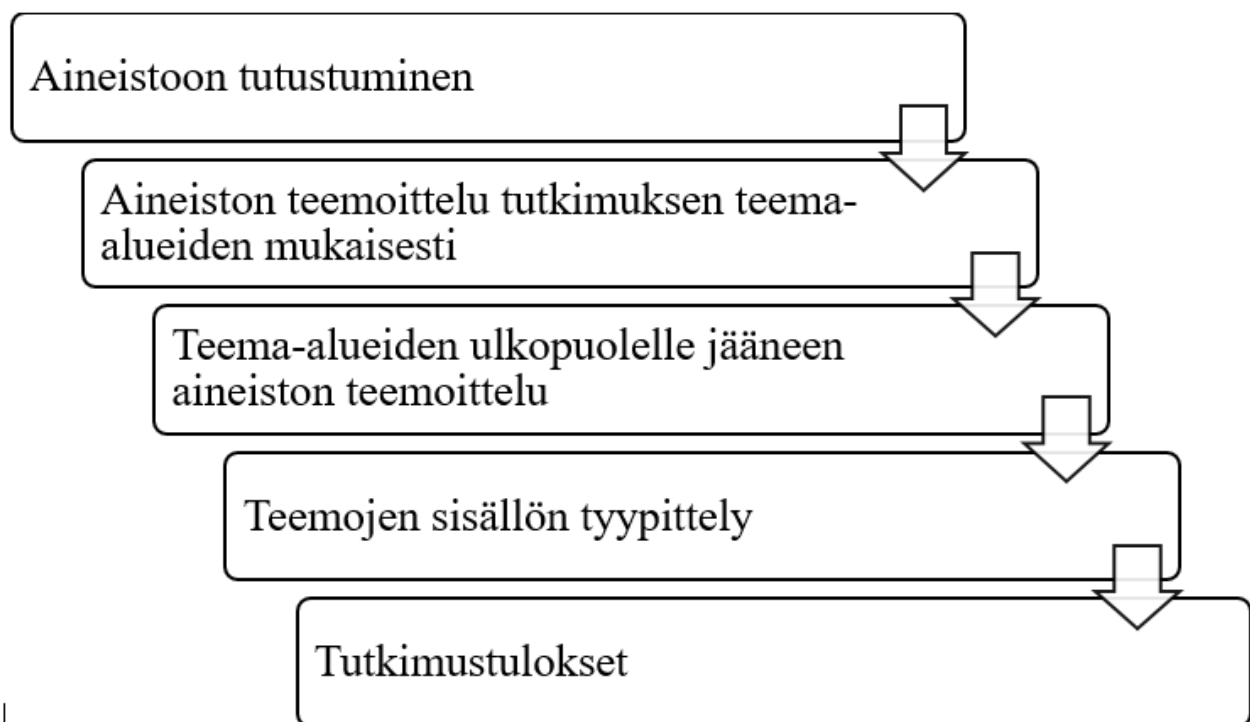 Aineistoon tutustuminen
Aineiston teemoittelu tutkimuksen teema-
alueiden mukaisesti
Teema-alueiden ulkopuolelle jääneen
aineiston teemoittelu
Teemojen sisällön tyypittely
Tutkimustulokset